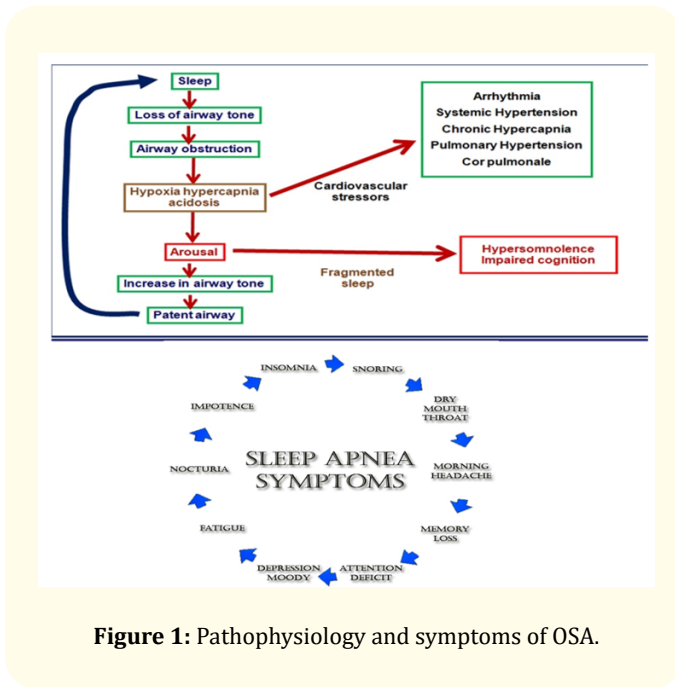 Sleep
Loss of airway tone
Airway obstruction
Hypoxia hypercapnia
acidosis
Arousal
Increase in airway tone
Patent airway
Cardiovascular
stressors
Arrhythmia
Systemic Hypertension
Chronic Hypercapnia
Pulmonary Hypertension
Cor pulmonale
Fragmented
sleep
Hypersomnolence
Impaired cognition
SLEEP APNEA
SYMPTOMS
INSOMNIA
SNORING
DRY
MOUTH
THROAT
MORNING
HEADACHE
MEMORY
LOSS
ATTENTION
DEFICIT
DEPRESSION
MOODY
FATIGUE
NOCTURIA
IMPOTENCE
Figure 1: Pathophysiology and symptoms of OSA.